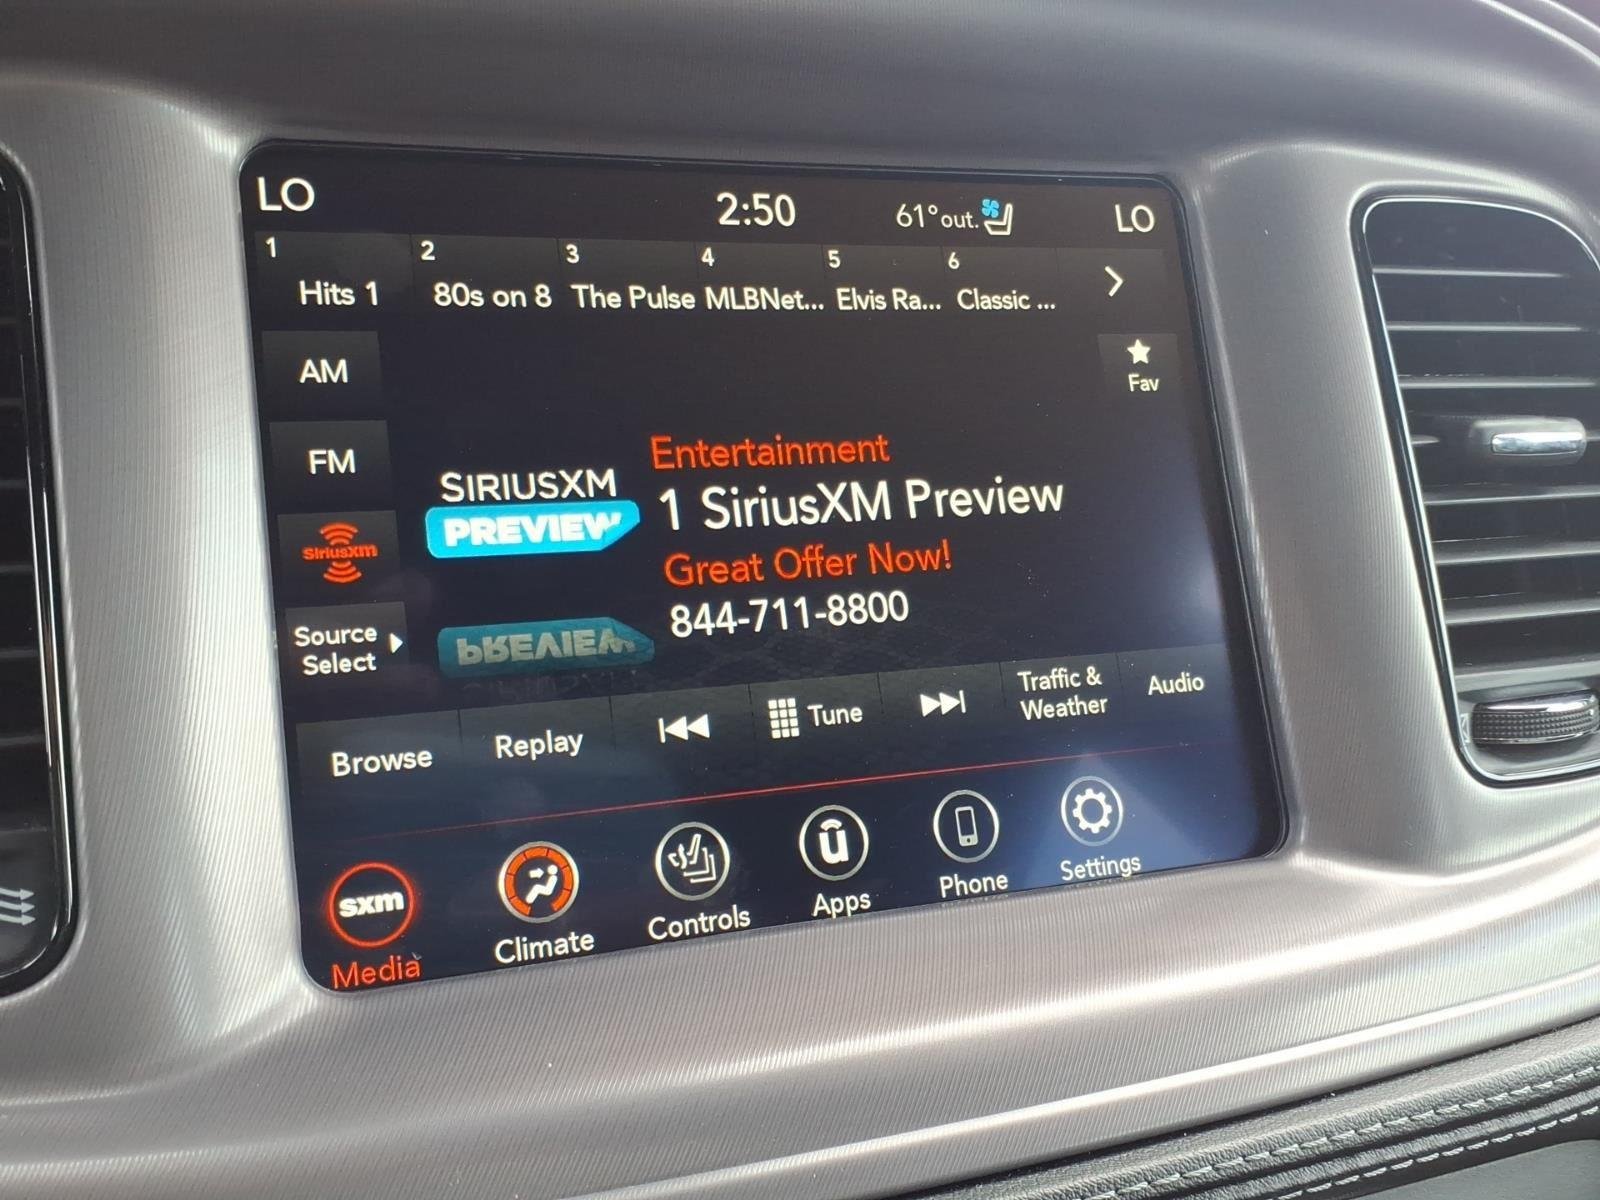 LO 2:50 61°out. LO
1 2 3 4 5 6
Hits 1 80s on 8 The Pulse MLBNet... Elvis Ra... Classic ...
AM
Fav
FM
SiriusXM
Source
Select
SIRIUSXM
PREVIEW
PREVIEW
Entertainment
1 SiriusXM Preview
Great Offer Now!
844-711-8800
Browse Replay Tune Traffic &
Weather Audio
sxm
Media Climate Controls Apps Phone Settings
u